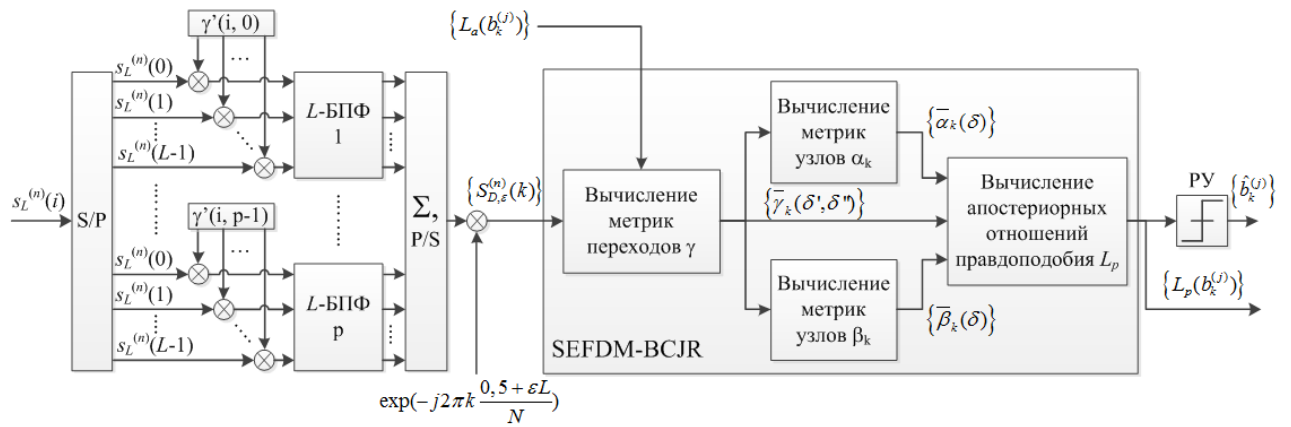 s_L^{(n)}(i)
S/P
γ’(i, 0)
...
s_L^{(n)}(0)
s_L^{(n)}(1)
s_L^{(n)}(L-1)
L-БПФ
1
γ’(i, p-1)
...
s_L^{(n)}(0)
s_L^{(n)}(1)
s_L^{(n)}(L-1)
L-БПФ
p
Σ,
P/S
exp(−j2πk (0,5 + εL)/N)
{S_{D,s}^{(n)}(k)}
{L_a(b_k^{(j)})}
Вычисление
метрик
переходов γ
{γ̅_k(δ',δ'')}
Вычисление
метрик
узлов α_k
{α̅_k(δ)}
Вычисление
метрик
узлов β_k
{β̅_k(δ)}
Вычисление
апостериорных
отношений
правдоподобия L_p
SEFDM-BCJR
РУ
{b̂_k^{(j)}}
{L_p(b_k^{(j)})}